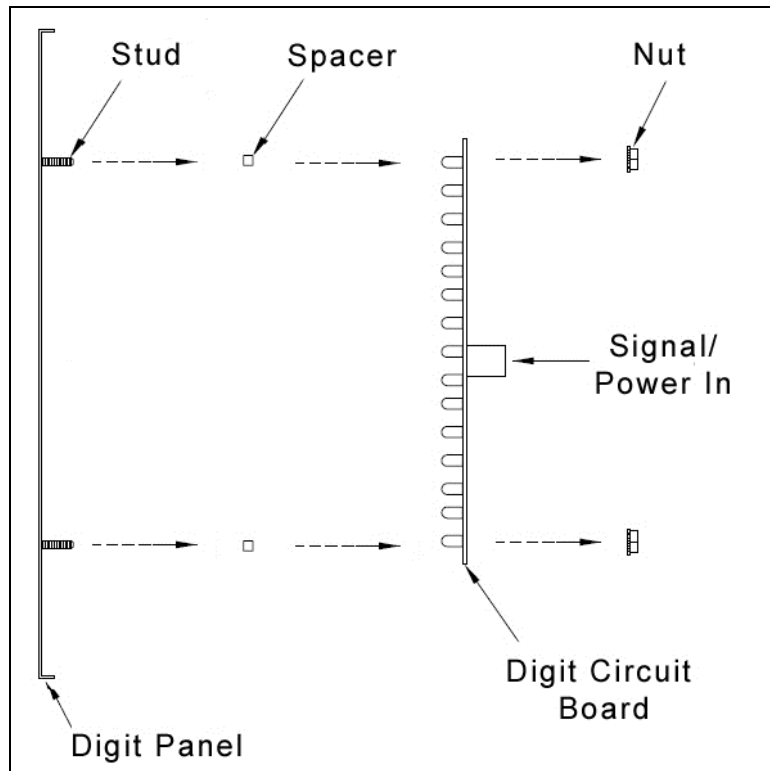 Stud
Spacer
Nut
Signal/
Power In
Digit Circuit
Board
Digit Panel